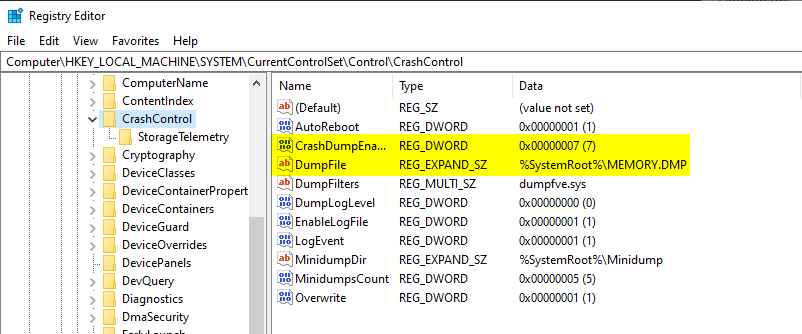 Registry Editor
File Edit View Favorites Help
Computer\HKEY_LOCAL_MACHINE\SYSTEM\CurrentControlSet\Control\CrashControl
ComputerName
ContentIndex
CrashControl
StorageTelemetry
Cryptography
DeviceClasses
DeviceContainerPropert
DeviceContainers
DeviceGuard
DeviceOverrides
DevicePanels
DevQuery
Diagnostics
DmaSecurity
EarlyLaunch
Name Type Data
(Default) REG_SZ (value not set)
AutoReboot REG_DWORD 0x00000001 (1)
CrashDumpEna... REG_DWORD 0x00000007 (7)
DumpFile REG_EXPAND_SZ %SystemRoot%\MEMORY.DMP
DumpFilters REG_MULTI_SZ dumpfve.sys
DumpLogLevel REG_DWORD 0x00000000 (0)
EnableLogFile REG_DWORD 0x00000001 (1)
LogEvent REG_DWORD 0x00000001 (1)
MinidumpDir REG_EXPAND_SZ %SystemRoot%\Minidump
MinidumpsCount REG_DWORD 0x00000005 (5)
Overwrite REG_DWORD 0x00000001 (1)